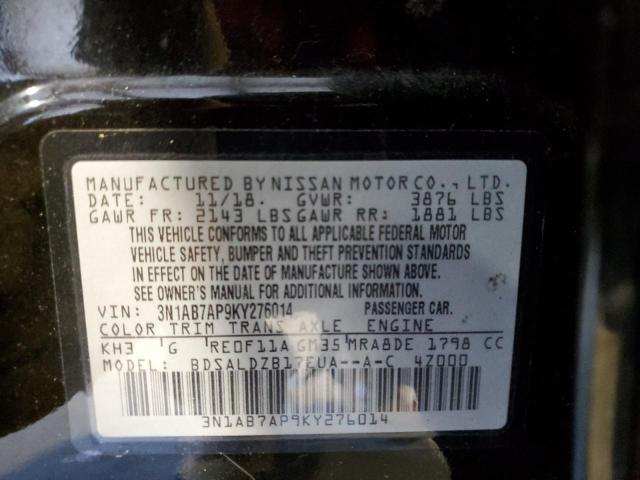 MANUFACTURED BY NISSAN MOTOR CO., LTD.
DATE: 11/18. GVWR: 3876 LBS
GAWR FR: 2143 LBS GAWR RR: 1881 LBS
THIS VEHICLE CONFORMS TO ALL APPLICABLE FEDERAL MOTOR
VEHICLE SAFETY, BUMPER AND THEFT PREVENTION STANDARDS
IN EFFECT ON THE DATE OF MANUFACTURE SHOWN ABOVE.
SEE OWNER'S MANUAL FOR ADDITIONAL INFORMATION.
VIN: 3N1AB7AP9KY276014 PASSENGER CAR.
COLOR TRIM TRANS AXLE ENGINE
KH3 G RE0F11A GM35 MRA8DE 1798 CC
MODEL: BDSALDZB17EUA--A-C 4Z000
3N1AB7AP9KY276014